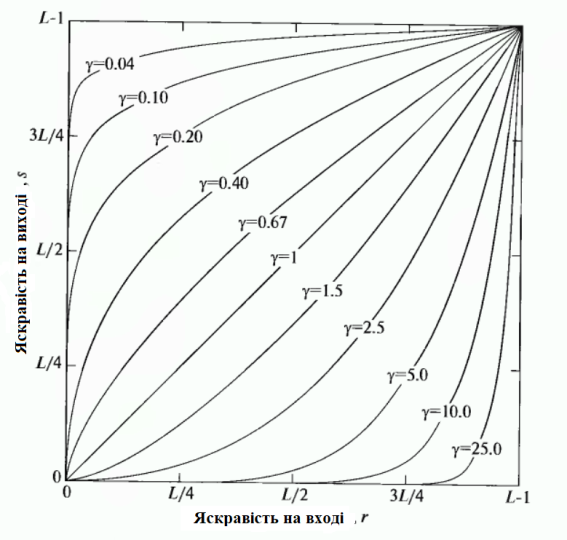 L-1
γ=0.04
γ=0.10
3L/4
γ=0.20
γ=0.40
γ=0.67
L/2
γ=1
γ=1.5
γ=2.5
L/4
γ=5.0
γ=10.0
γ=25.0
0
0 L/4 L/2 3L/4 L-1
Яскравість на вході , r
Яскравість на виході , s